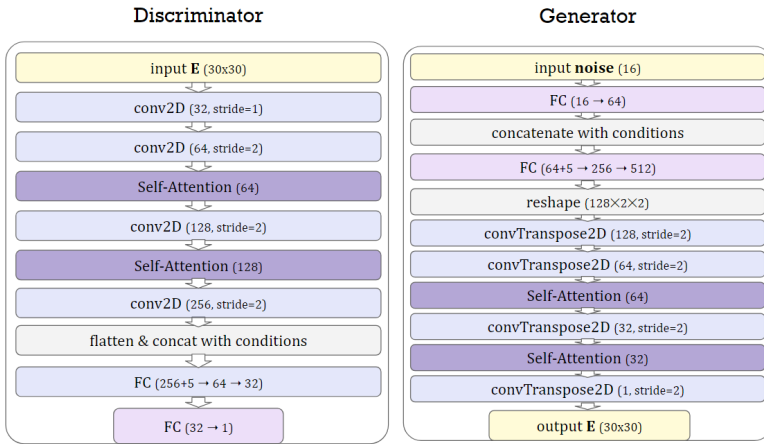 Discriminator
input E (30x30)
conv2D (32, stride=1)
conv2D (64, stride=2)
Self-Attention (64)
conv2D (128, stride=2)
Self-Attention (128)
conv2D (256, stride=2)
flatten & concat with conditions
FC (256+5 → 64 → 32)
FC (32 → 1)
Generator
input noise (16)
FC (16 → 64)
concatenate with conditions
FC (64+5 → 256 → 512)
reshape (128×2×2)
convTranspose2D (128, stride=2)
convTranspose2D (64, stride=2)
Self-Attention (64)
convTranspose2D (32, stride=2)
Self-Attention (32)
convTranspose2D (1, stride=2)
output E (30x30)